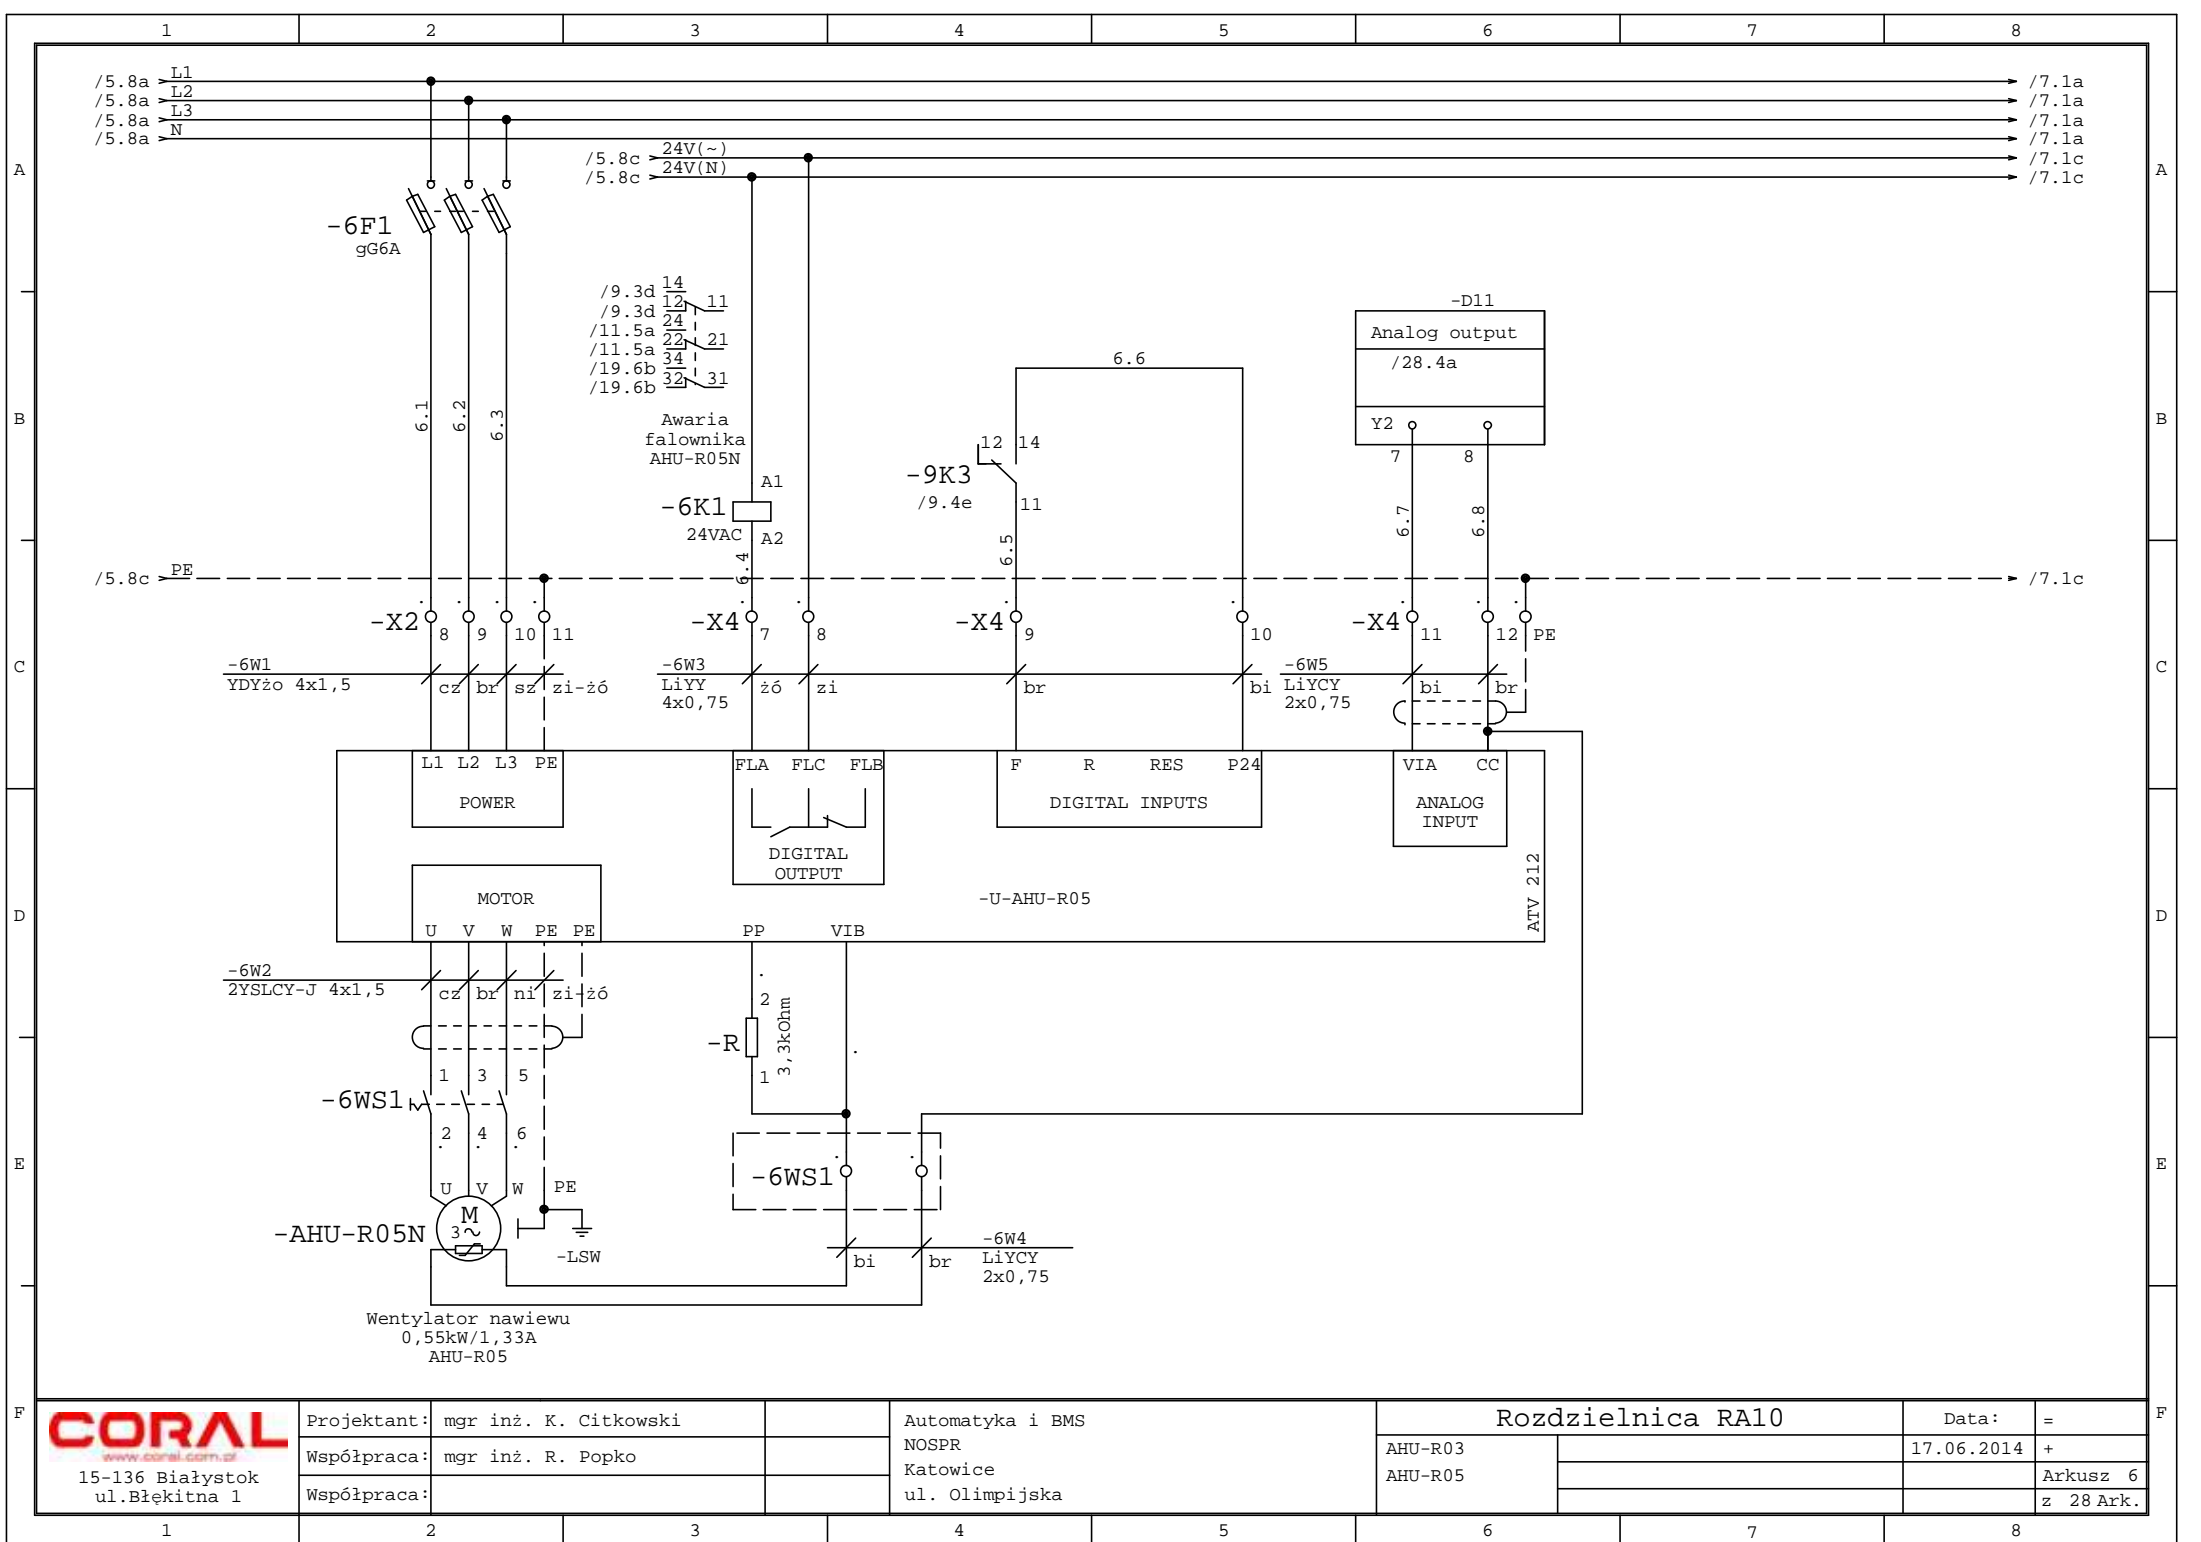 1 2 3 4 5 6 7 8
/5.8a L1 /7.1a
/5.8a L2 /7.1a
/5.8a L3 /7.1a
/5.8a N /7.1a
/5.8c 24V(~) /7.1c
/5.8c 24V(N) /7.1c
A A
-6F1
gG6A
/9.3d 14
/9.3d 12 11
/11.5a 24
/11.5a 22 21
/19.6b 34
/19.6b 32 31
-D11
Analog output
/28.4a
Y2
7 8
6.6
B B
6.1 6.2 6.3
Awaria
falownika
AHU-R05N
A1
-6K1
24VAC A2
6.4
12 14
-9K3
/9.4e 11
6.5
6.7 6.8
/5.8c PE /7.1c
-X2 8 9 10 11
-X4 7 8
-X4 9 10
-X4 11 12 PE
C C
-6W1
YDYżo 4x1,5 cz br sz zi-żó
-6W3
LiYY
4x0,75
żó zi br bi
-6W5
LiYCY
2x0,75
bi br
L1 L2 L3 PE
POWER
FLA FLC FLB
DIGITAL
OUTPUT
F R RES P24
DIGITAL INPUTS
VIA CC
ANALOG
INPUT
ATV 212
-U-AHU-R05
D D
MOTOR
U V W PE PE
PP VIB
-6W2
2YSLCY-J 4x1,5 cz br ni zi-żó
2
-R 3,3kOhm
1
1 3 5
-6WS1
2 4 6
E E
-6WS1
U V W PE
M
3~
-AHU-R05N
-LSW
bi br
-6W4
LiYCY
2x0,75
Wentylator nawiewu
0,55kW/1,33A
AHU-R05
F F
CORAL
www.coral.com.pl
15-136 Białystok
ul.Błękitna 1
Projektant: mgr inż. K. Citkowski
Współpraca: mgr inż. R. Popko
Współpraca:
Automatyka i BMS
NOSPR
Katowice
ul. Olimpijska
Rozdzielnica RA10
AHU-R03
AHU-R05
Data: =
17.06.2014 +
Arkusz 6
z 28 Ark.
1 2 3 4 5 6 7 8